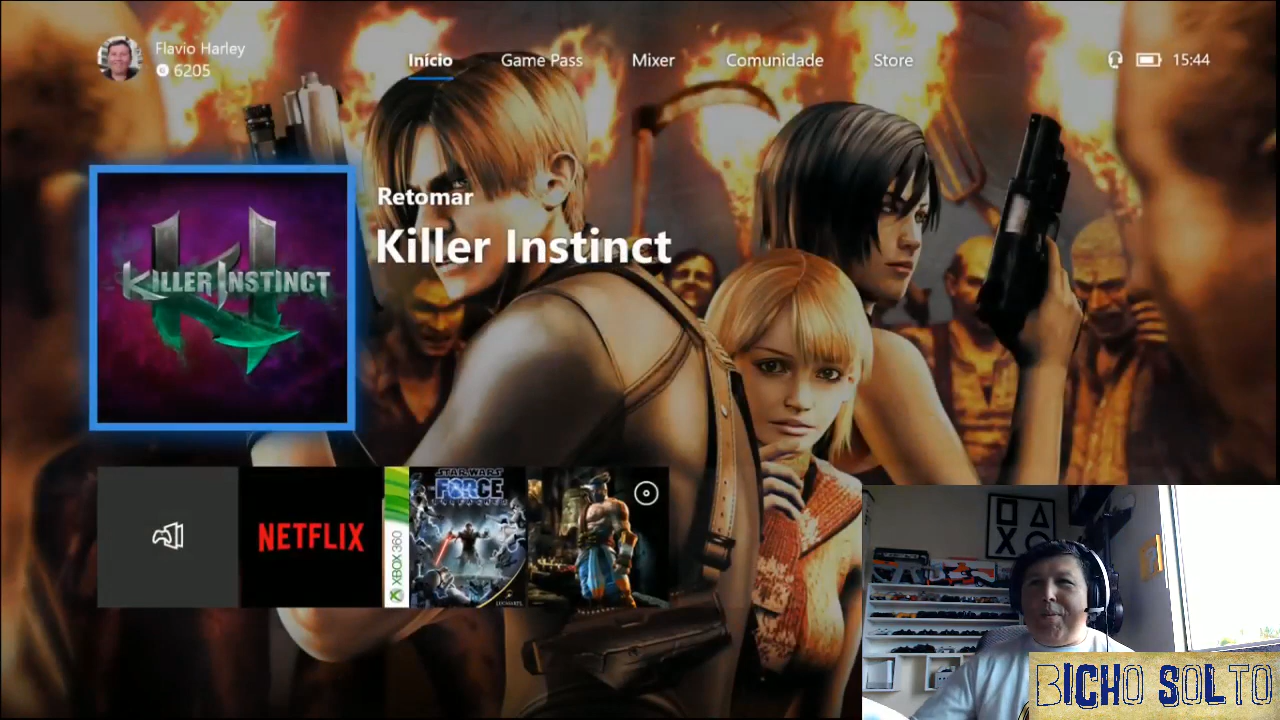 Flavio Harley
6205
Início
Game Pass
Mixer
Comunidade
Store
15:44
Retomar
Killer Instinct
KILLER INSTINCT
NETFLIX
XBOX 360
STAR WARS
FORCE
BICHO SOLTO